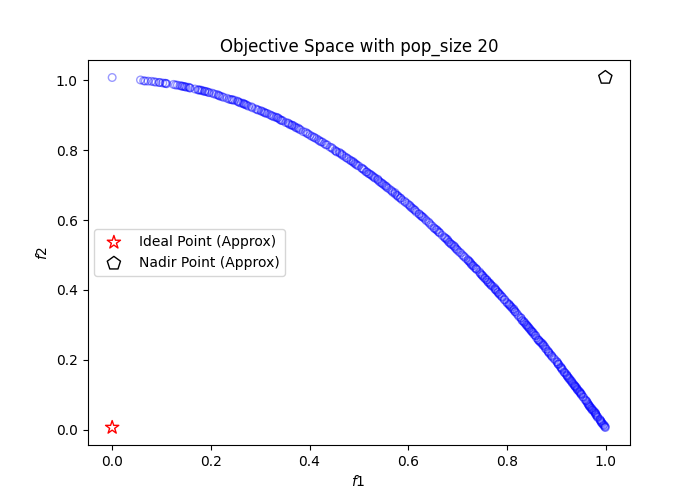 Objective Space with pop_size 20
1.0
0.8
0.6
0.4
0.2
0.0
f2
Ideal Point (Approx)
Nadir Point (Approx)
0.0 0.2 0.4 0.6 0.8 1.0
f1